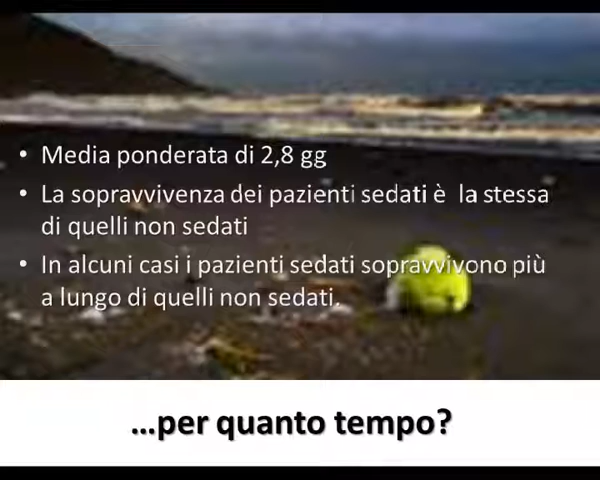 • Media ponderata di 2,8 gg
• La sopravvivenza dei pazienti sedati è  la stessa
di quelli non sedati
• In alcuni casi i pazienti sedati sopravvivono più
a lungo di quelli non sedati.
...per quanto tempo?